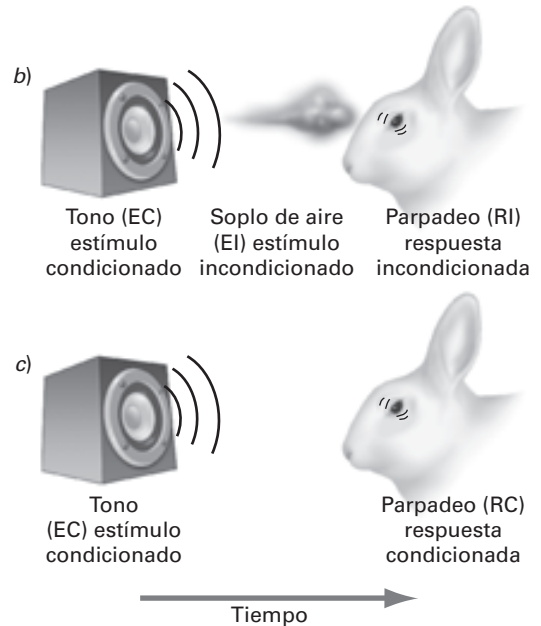 b)
Tono (EC)
estímulo
condicionado
Soplo de aire
(EI) estímulo
incondicionado
Parpadeo (RI)
respuesta
incondicionada
c)
Tono
(EC) estímulo
condicionado
Parpadeo (RC)
respuesta
condicionada
Tiempo